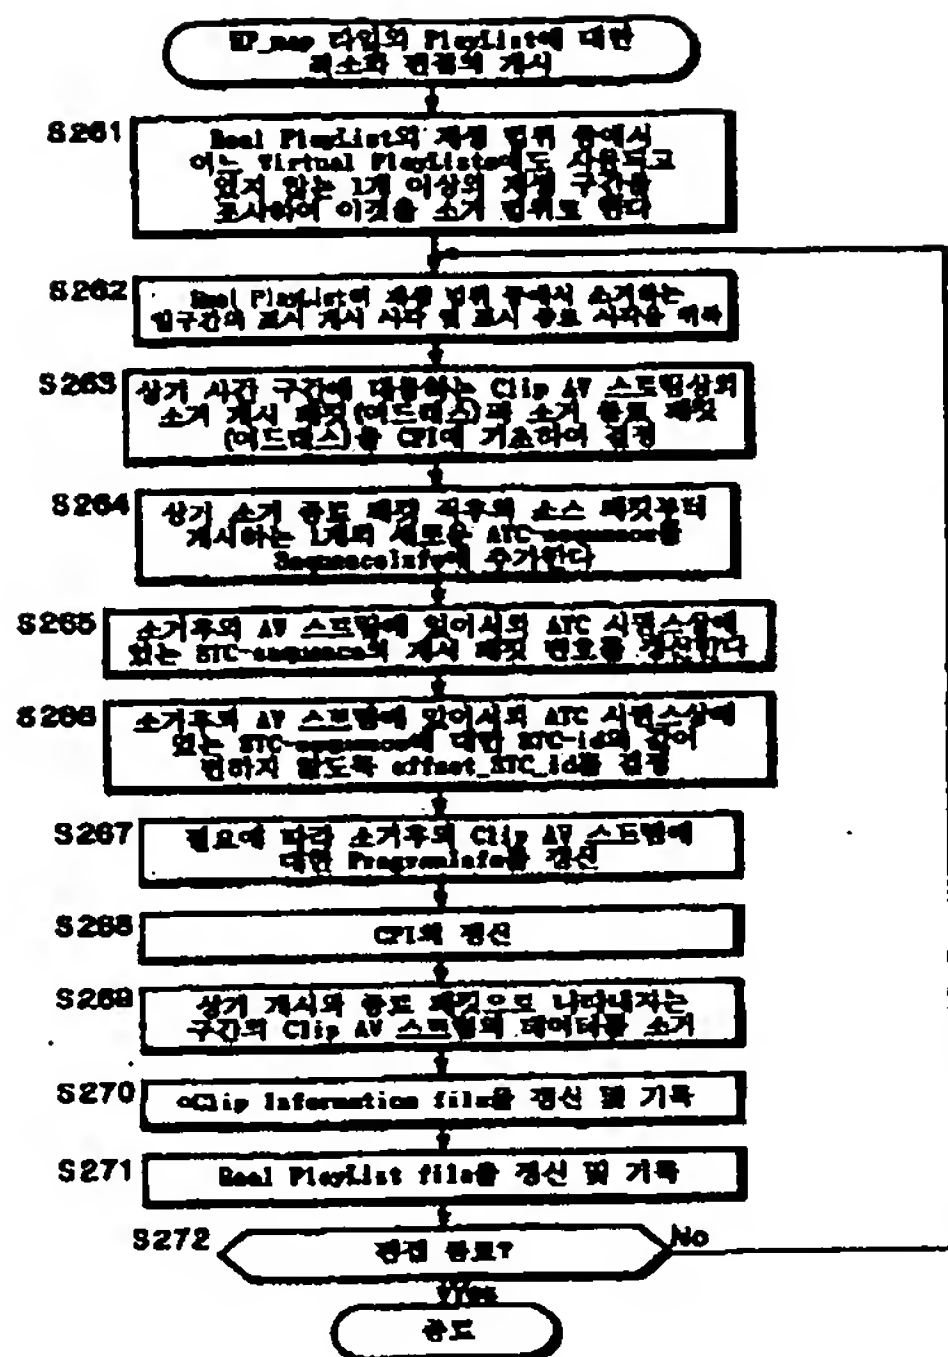 EP_map 타입의 PlayList에 대한
최소화 편집의 개시
S261
Real PlayList의 재생 범위 중에서
어느 Virtual PlayLists에도 사용되고
있지 않는 1개 이상의 재생 구간을
조사하여 이것을 소거 범위로 한다
S262
Real PlayList의 재생 범위 중에서 소거하는
구간의 표시 개시 시각 및 표시 종료 시각을 취득
S263
상기 시간 구간에 대응하는 Clip AV 스트림상의
소거 개시 패킷(어드레스)과 소거 종료 패킷
(어드레스)을 CPI에 기초하여 결정
S264
상기 소거 종료 패킷 직후의 소스 패킷부터
개시하는 1개의 새로운 ATC-sequence를
SequenceInfo에 추가한다
S265
소거후의 AV 스트림에 있어서의 ATC 시퀀스상에
있는 STC-sequence의 개시 패킷 번호를 갱신한다
S266
소거후의 AV 스트림에 있어서의 ATC 시퀀스상에
있는 STC-sequence에 대한 STC-id의 값이
변하지 않도록 offset_STC_id를 결정
S267
필요에 따라 소거후의 Clip AV 스트림에
대한 ProgramInfo를 갱신
S268
CPI의 갱신
S269
상기 개시와 종료 패킷으로 나타내지는
구간의 Clip AV 스트림의 데이터를 소거
S270
Clip Information file을 갱신 및 기록
S271
Real PlayList file을 갱신 및 기록
S272
편집 종료?
No
Yes
종료